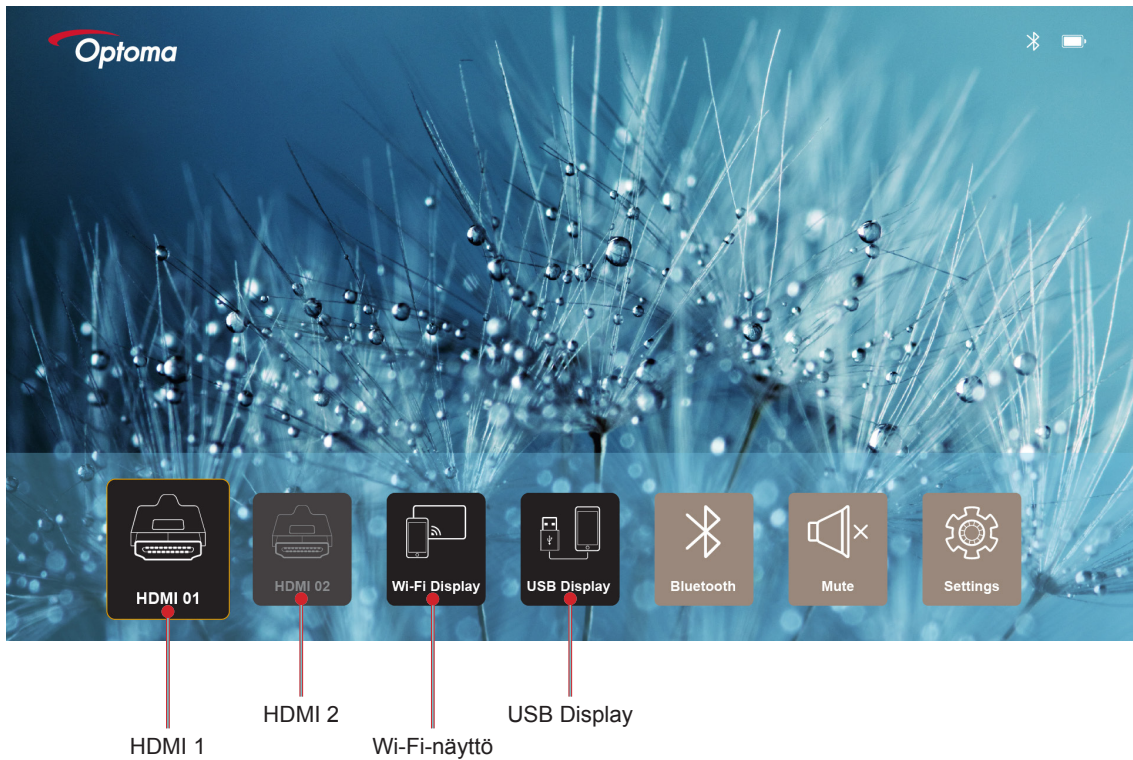 Optoma
HDMI 01
HDMI 02
Wi-Fi Display
USB Display
Bluetooth
Mute
Settings
HDMI 2
USB Display
HDMI 1
Wi-Fi-näyttö